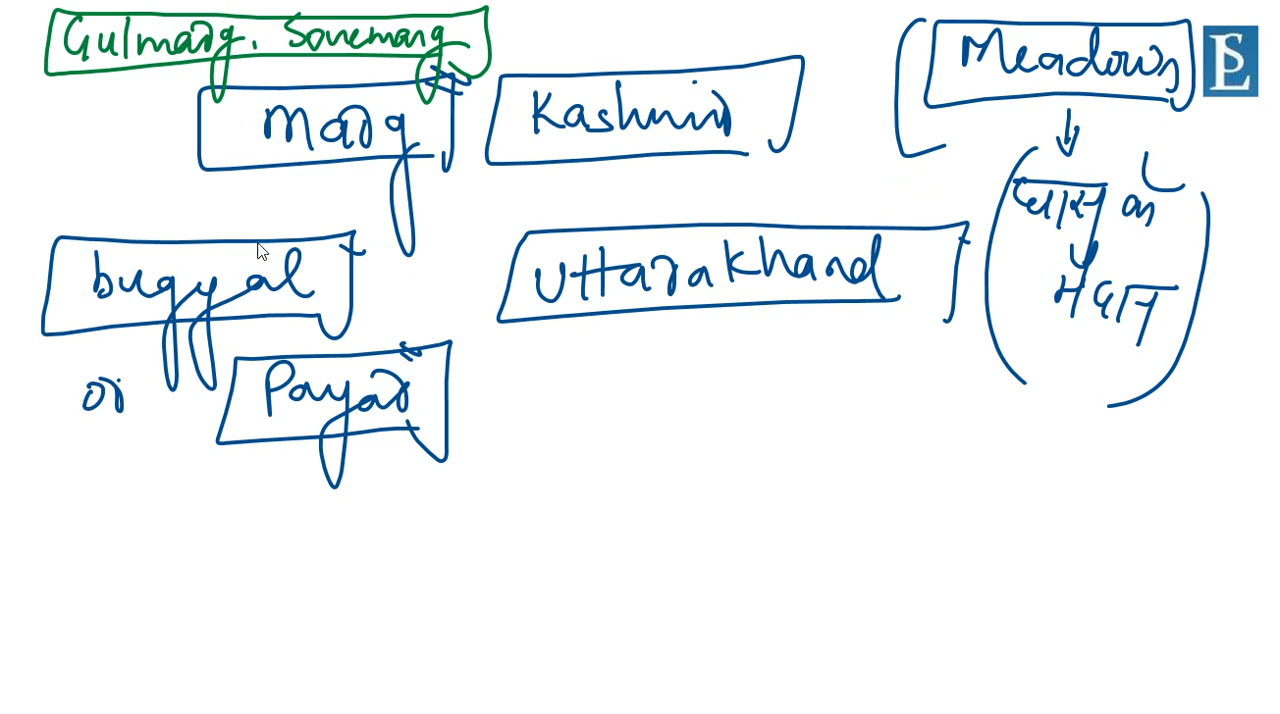 Gulmarg, Sonemarg
Meadows
marg Kashmir
घास का
मैदान
bugyal Uttarakhand
or Payar